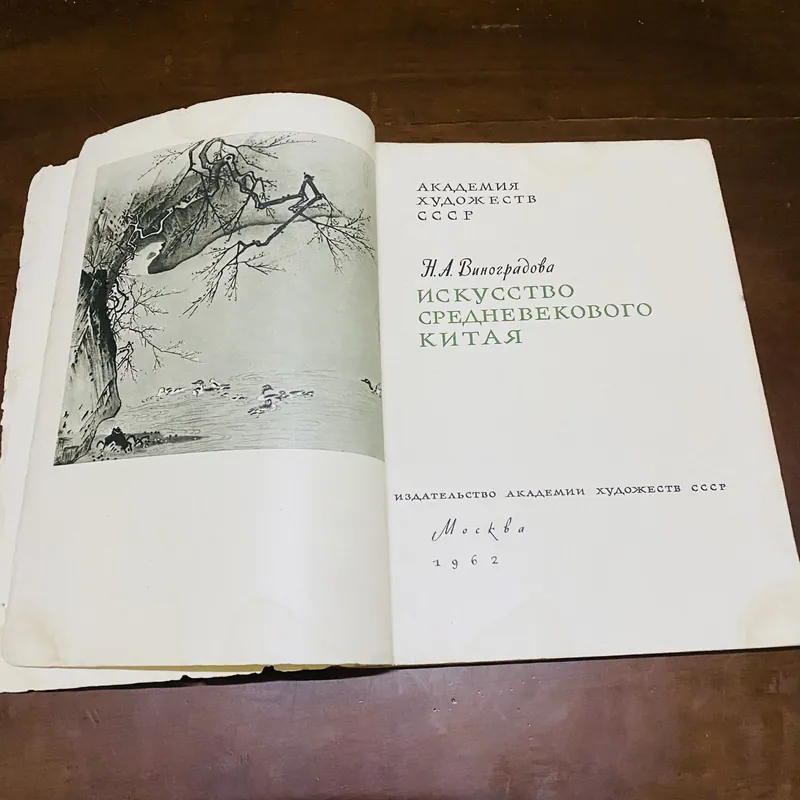 АКАДЕМИЯ
ХУДОЖЕСТВ
СССР
Н.А. Виноградова
ИСКУССТВО
СРЕДНЕВЕКОВОГО
КИТАЯ
ИЗДАТЕЛЬСТВО АКАДЕМИИ ХУДОЖЕСТВ СССР
Москва
1962